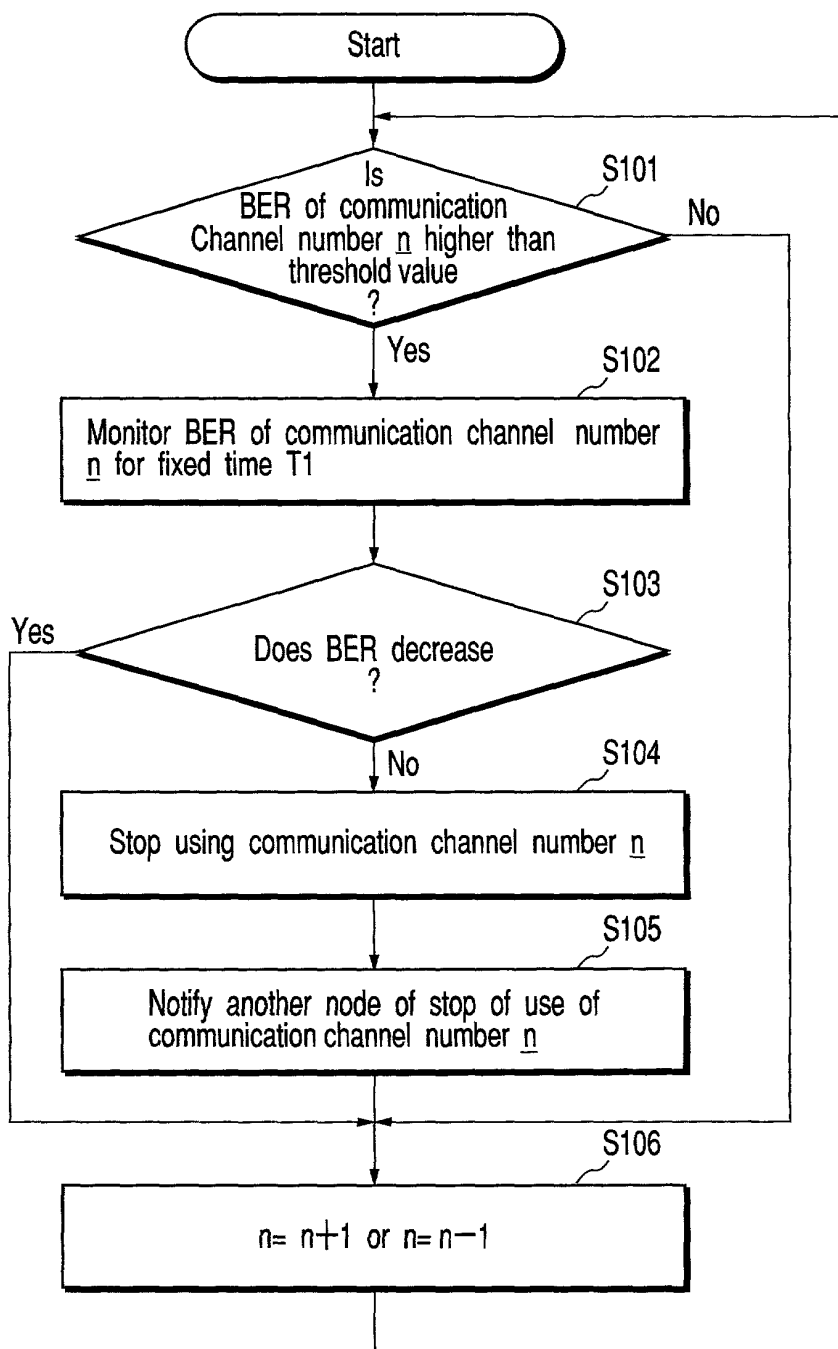 Start
S101
Is
BER of communication
Channel number n higher than
threshold value
?
No
Yes
S102
Monitor BER of communication channel number
n for fixed time T1
S103
Yes
Does BER decrease
?
No
S104
Stop using communication channel number n
S105
Notify another node of stop of use of
communication channel number n
S106
n= n+1 or n= n−1